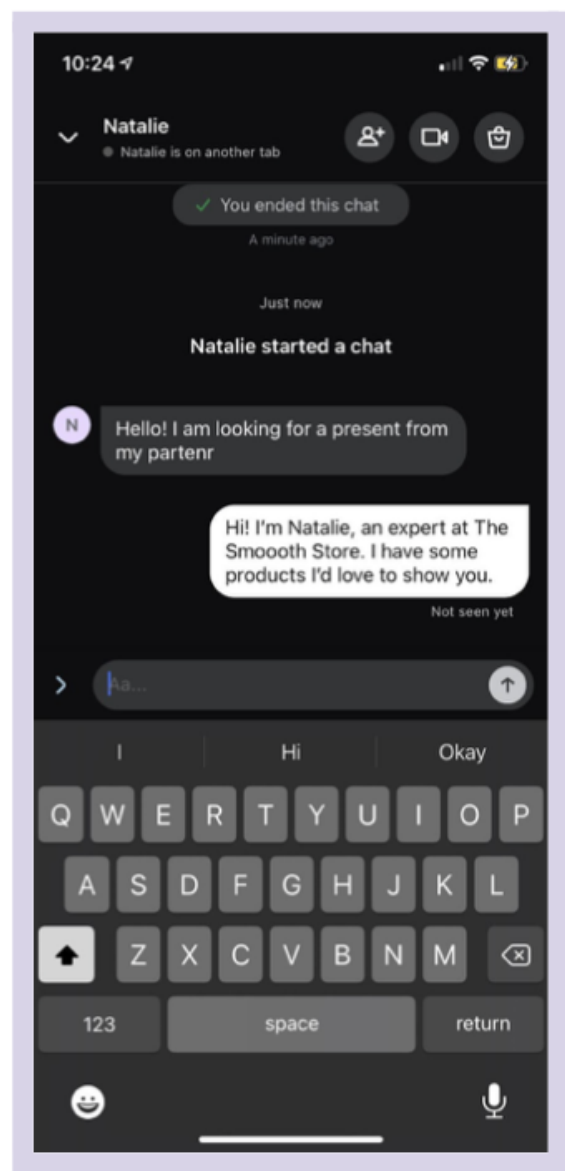 10:24
Natalie
Natalie is on another tab
You ended this chat
A minute ago
Just now
Natalie started a chat
N
Hello! I am looking for a present from
my partenr
Hi! I'm Natalie, an expert at The
Smoooth Store. I have some
products I'd love to show you.
Not seen yet
Aa...
I Hi Okay
Q W E R T Y U I O P
A S D F G H J K L
Z X C V B N M
123 space return